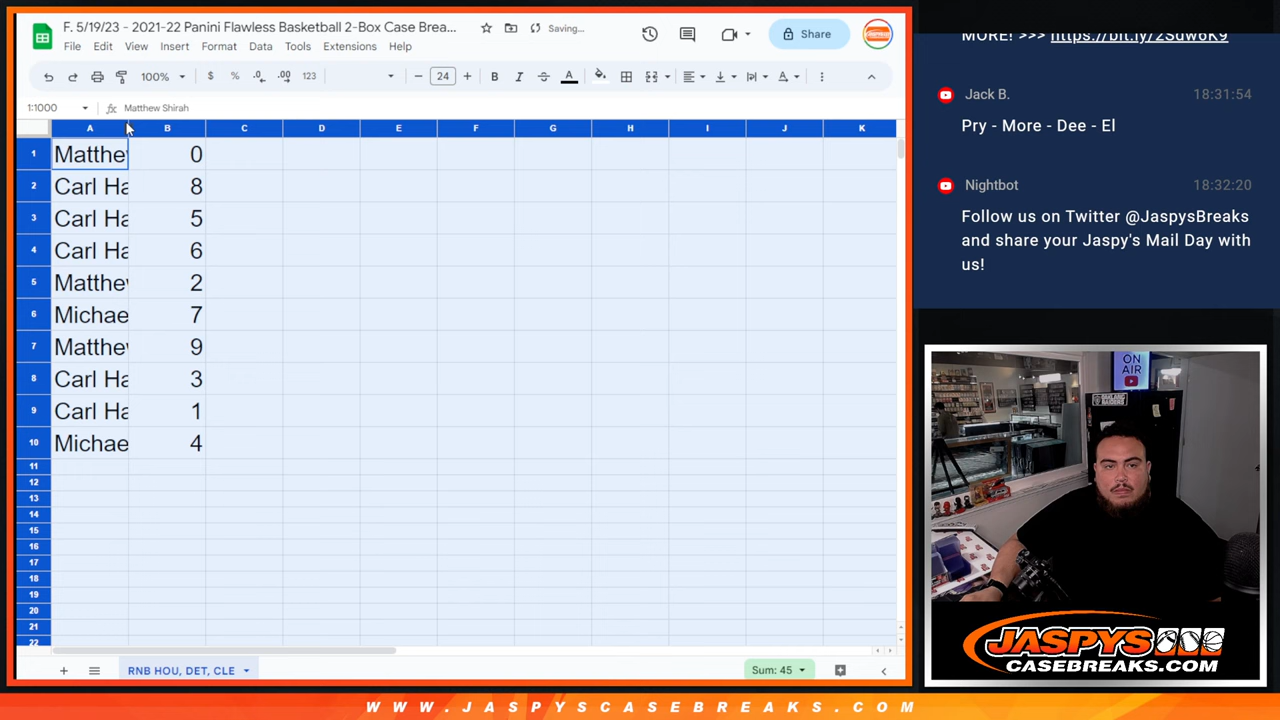 F. 5/19/23 - 2021-22 Panini Flawless Basketball 2-Box Case Brea...
Saving...
File Edit View Insert Format Data Tools Extensions Help
Share
100% $ % .0 .00 123 - 24 + B I A
1:1000 fx Matthew Shirah
A B C D E F G H I J K
1 Matthew 0
2 Carl Ha 8
3 Carl Ha 5
4 Carl Ha 6
5 Matthew 2
6 Michae 7
7 Matthew 9
8 Carl Ha 3
9 Carl Ha 1
10 Michae 4
11
12
13
14
15
16
17
18
19
20
21
22
+ RNB HOU, DET, CLE Sum: 45
MORE! >>> https://bit.ly/2Sdw6K9
Jack B. 18:31:54
Pry - More - Dee - El
Nightbot 18:32:20
Follow us on Twitter @JaspysBreaks
and share your Jaspy's Mail Day with
us!
ON
AIR
JASPYS
CASEBREAKS.COM
WWW.JASPYSCASEBREAKS.COM